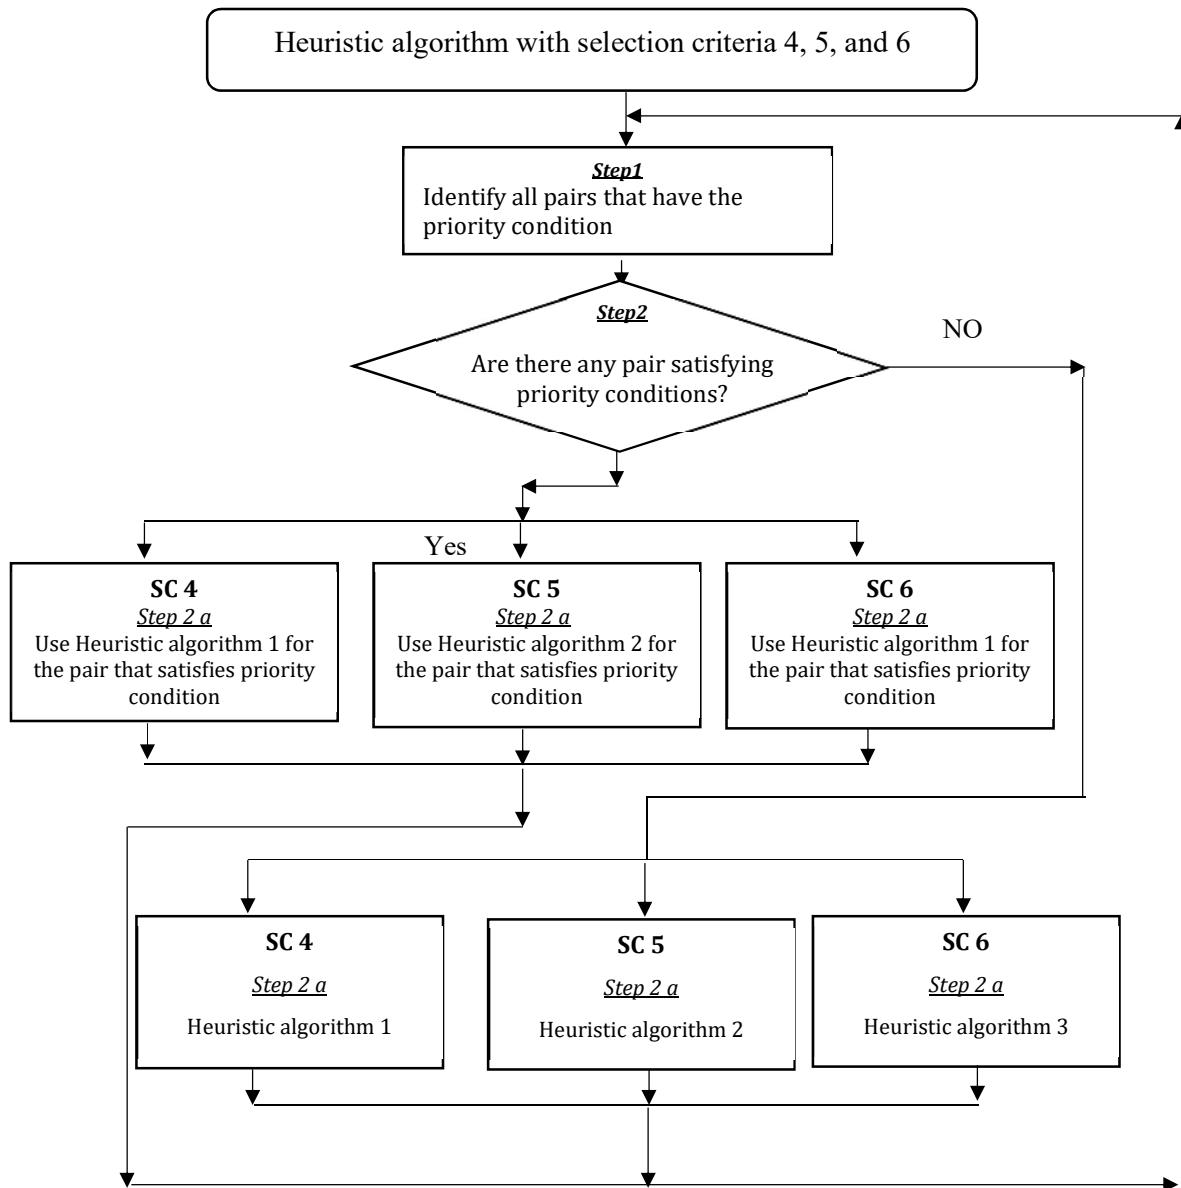 Heuristic algorithm with selection criteria 4, 5, and 6
Step1
Identify all pairs that have the
priority condition
Step2
NO
Are there any pair satisfying
priority conditions?
Yes
SC 4
Step 2 a
Use Heuristic algorithm 1 for
the pair that satisfies priority
condition
SC 5
Step 2 a
Use Heuristic algorithm 2 for
the pair that satisfies priority
condition
SC 6
Step 2 a
Use Heuristic algorithm 1 for
the pair that satisfies priority
condition
SC 4
Step 2 a
Heuristic algorithm 1
SC 5
Step 2 a
Heuristic algorithm 2
SC 6
Step 2 a
Heuristic algorithm 3